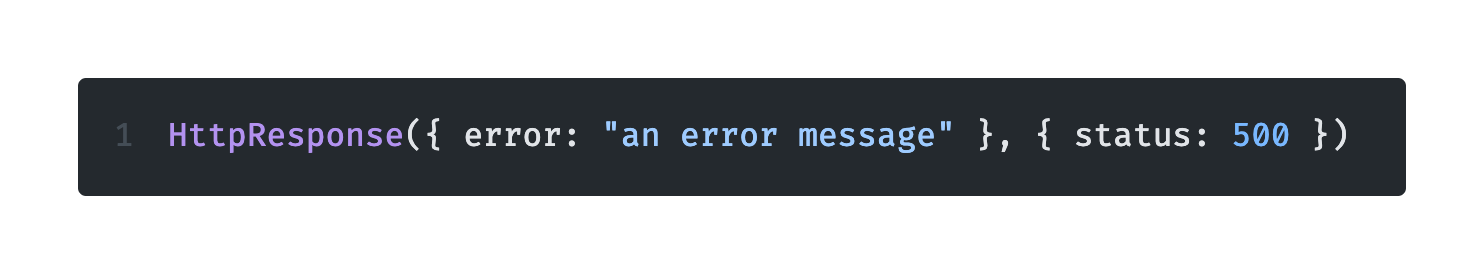 1 HttpResponse({ error: "an error message" }, { status: 500 })